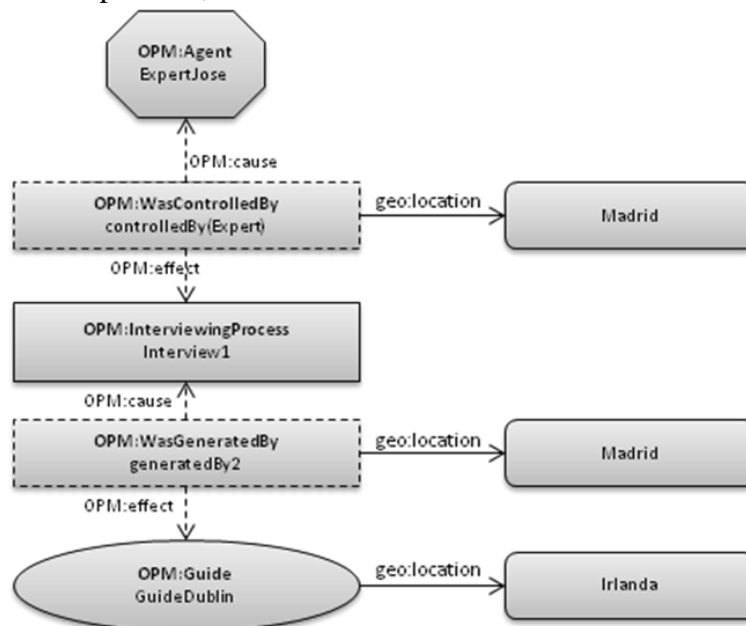 OPM:Agent
ExpertJose
OPM:cause
OPM:WasControlledBy
controlledBy(Expert)
geo:location
Madrid
OPM:effect
OPM:InterviewingProcess
Interview1
OPM:cause
OPM:WasGeneratedBy
generatedBy2
geo:location
Madrid
OPM:effect
OPM:Guide
GuideDublin
geo:location
Irlanda